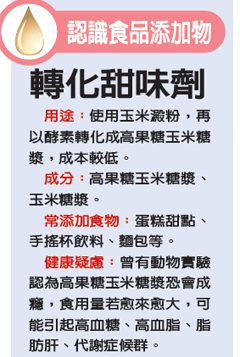 認識食品添加物
轉化甜味劑
用途：使用玉米澱粉，再
以酵素轉化成高果糖玉米糖
漿，成本較低。
成分：高果糖玉米糖漿、
玉米糖漿。
常添加食物：蛋糕甜點、
手搖杯飲料、麵包等。
健康疑慮：曾有動物實驗
認為高果糖玉米糖漿恐會成
癮，食用量若愈來愈大，可
能引起高血糖、高血脂、脂
肪肝、代謝症候群。